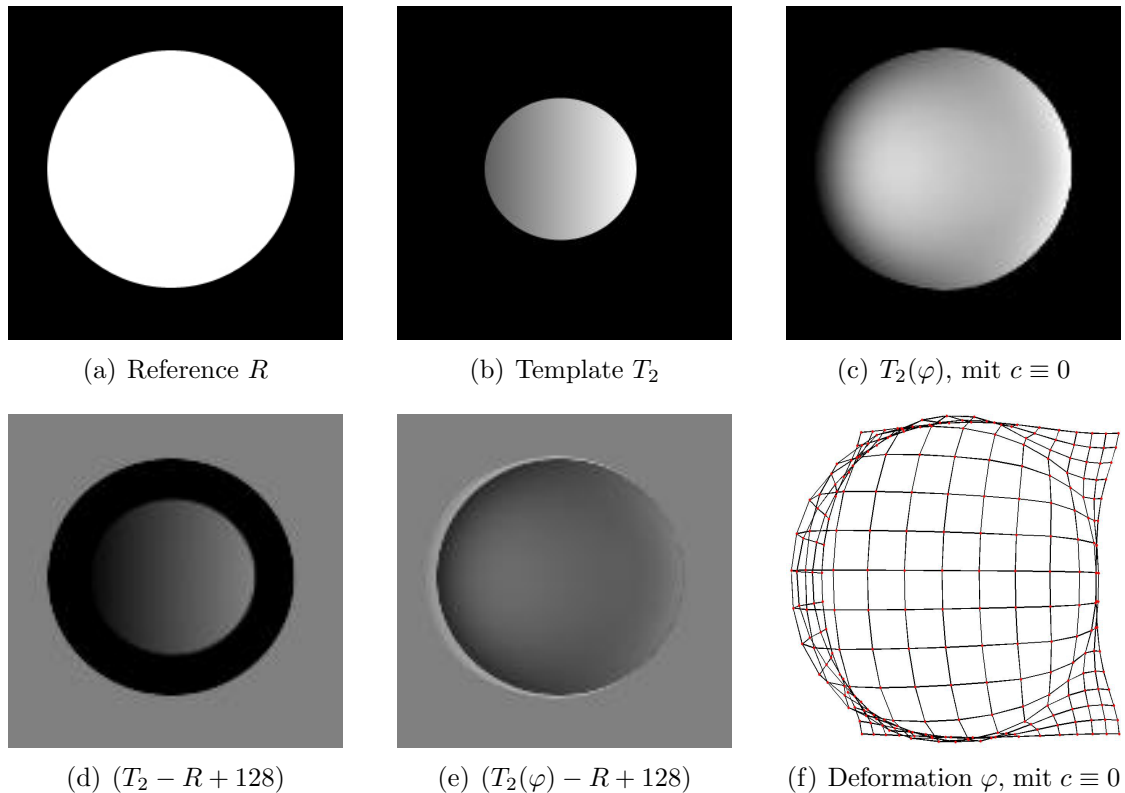 (a) Reference R
(b) Template T₂
(c) T₂(φ), mit c ≡ 0
(d) (T₂ − R + 128)
(e) (T₂(φ) − R + 128)
(f) Deformation φ, mit c ≡ 0